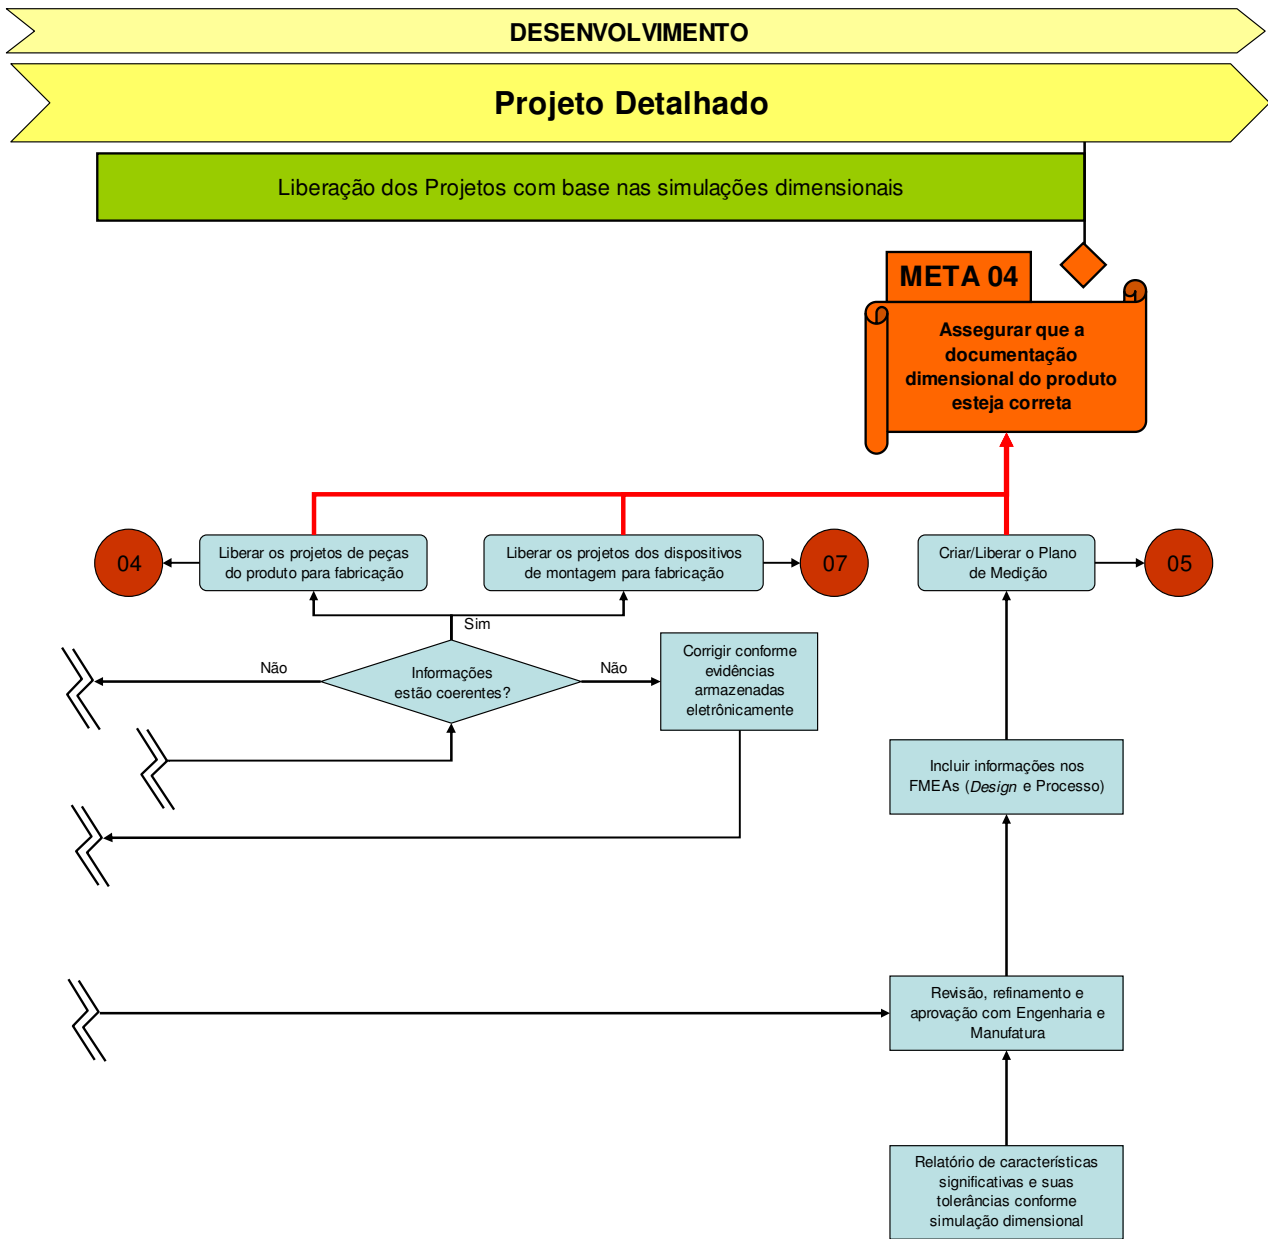 DESENVOLVIMENTO
Projeto Detalhado
Liberação dos Projetos com base nas simulações dimensionais
META 04
Assegurar que a
documentação
dimensional do produto
esteja correta
04
Liberar os projetos de peças
do produto para fabricação
Liberar os projetos dos dispositivos
de montagem para fabricação
07
Criar/Liberar o Plano
de Medição
05
Sim
Não
Informações
estão coerentes?
Não
Corrigir conforme
evidências
armazenadas
eletrônicamente
Incluir informações nos
FMEAs (Design e Processo)
Revisão, refinamento e
aprovação com Engenharia e
Manufatura
Relatório de características
significativas e suas
tolerâncias conforme
simulação dimensional